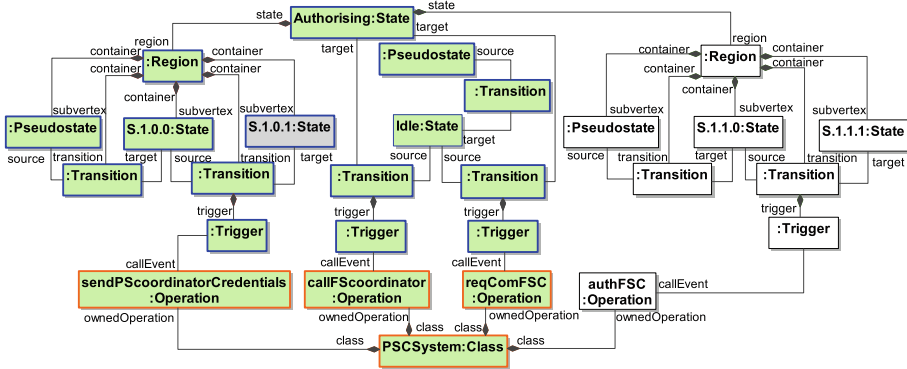 state
Authorising:State
state
target
region
target
region
container
container
:Region
container
container
container
:Pseudostate
source
:Transition
container
container
:Region
container
container
container
subvertex
subvertex
subvertex
:Pseudostate
S.1.0.0:State
S.1.0.1:State
Idle:State
target
subvertex
subvertex
subvertex
:Pseudostate
S.1.1.0:State
S.1.1.1:State
source
transition
target
source
transition
target
source
source
source
transition
target
source
transition
target
:Transition
:Transition
:Transition
:Transition
:Transition
:Transition
trigger
trigger
trigger
trigger
:Trigger
:Trigger
:Trigger
:Trigger
callEvent
callEvent
callEvent
callEvent
sendPScoordinatorCredentials
:Operation
callFScoordinator
:Operation
reqComFSC
:Operation
authFSC
:Operation
ownedOperation
ownedOperation
ownedOperation
ownedOperation
class
class
class
class
PSCSystem:Class